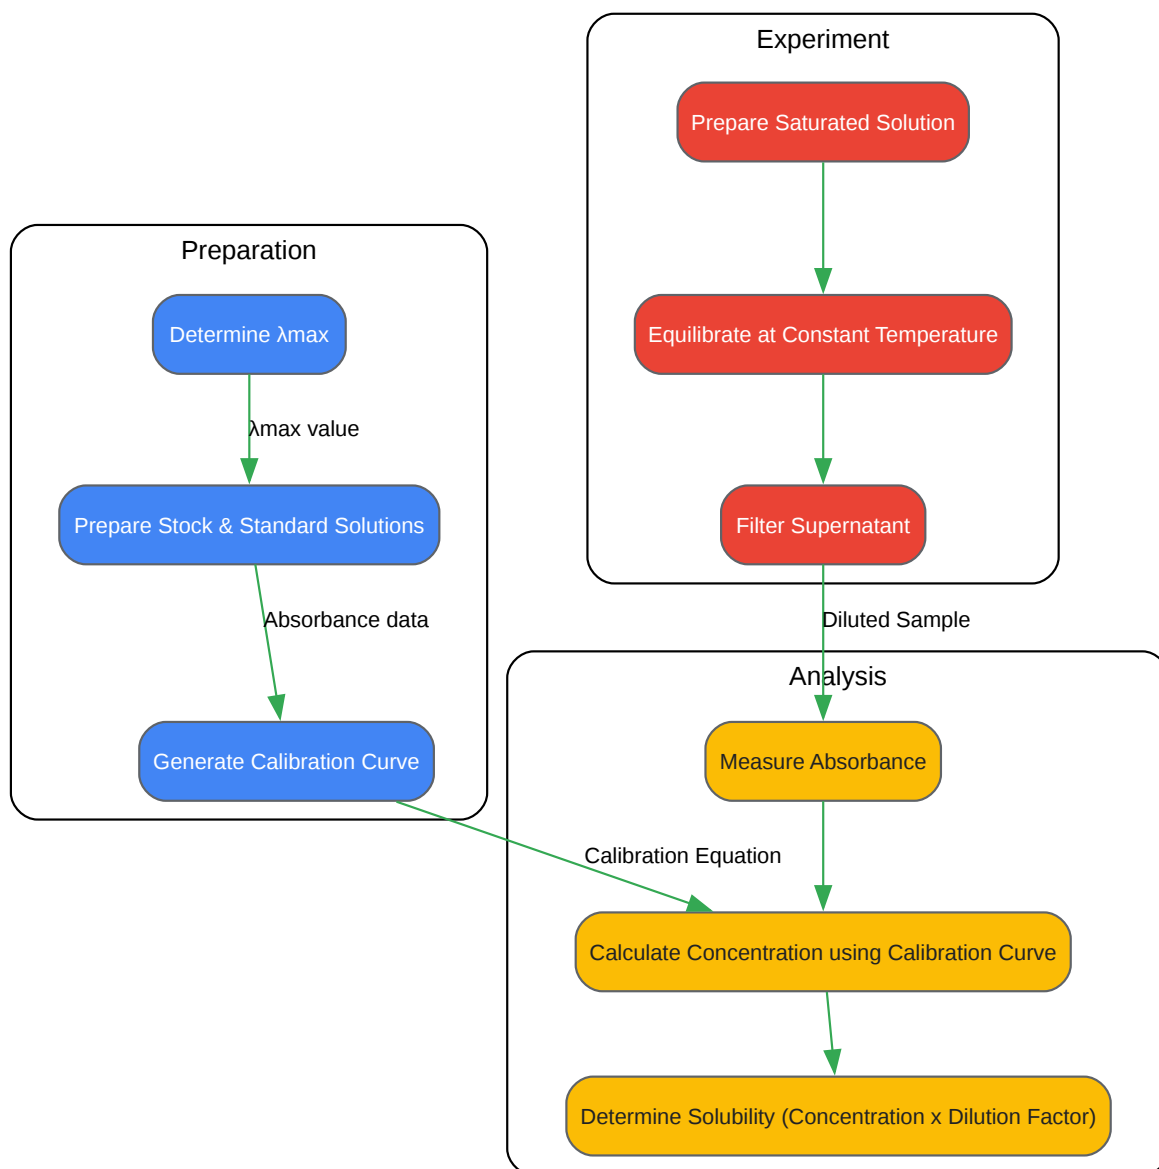 Experiment
Prepare Saturated Solution
Equilibrate at Constant Temperature
Filter Supernatant
Diluted Sample
Preparation
Determine λmax
λmax value
Prepare Stock & Standard Solutions
Absorbance data
Generate Calibration Curve
Calibration Equation
Analysis
Measure Absorbance
Calculate Concentration using Calibration Curve
Determine Solubility (Concentration x Dilution Factor)